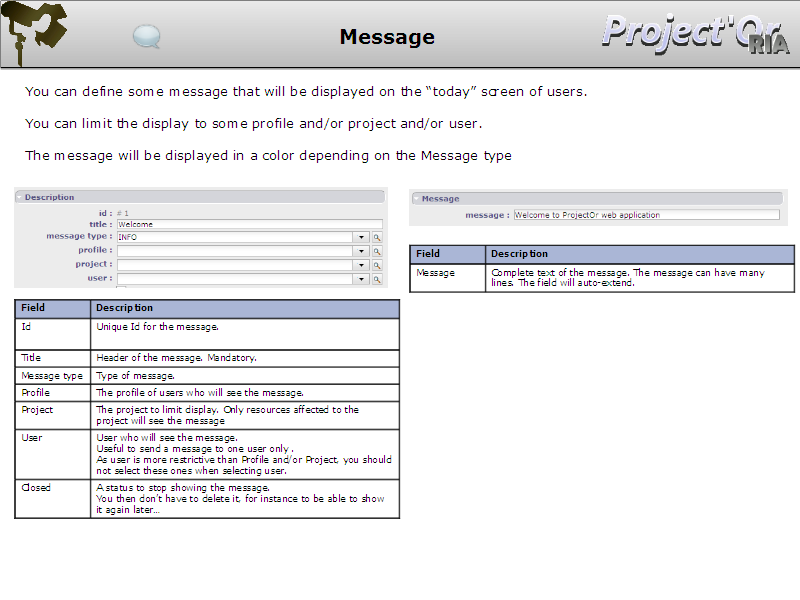 Message
Project'Or
RIA
You can define some message that will be displayed on the “today” screen of users.
You can limit the display to some profile and/or project and/or user.
The message will be displayed in a color depending on the Message type
Description
id : # 1
title : Welcome
message type : INFO
profile :
project :
user :
Field Description
Id Unique Id for the message.
Title Header of the message. Mandatory.
Message type Type of message.
Profile The profile of users who will see the message.
Project The project to limit display. Only resources affected to the
project will see the message
User User who will see the message.
Useful to send a message to one user only .
As user is more restrictive than Profile and/or Project, you should
not select these ones when selecting user.
Closed A status to stop showing the message.
You then don't have to delete it, for instance to be able to show
it again later...
Message
message : Welcome to ProjectOr web application
Field Description
Message Complete text of the message. The message can have many
lines. The field will auto-extend.